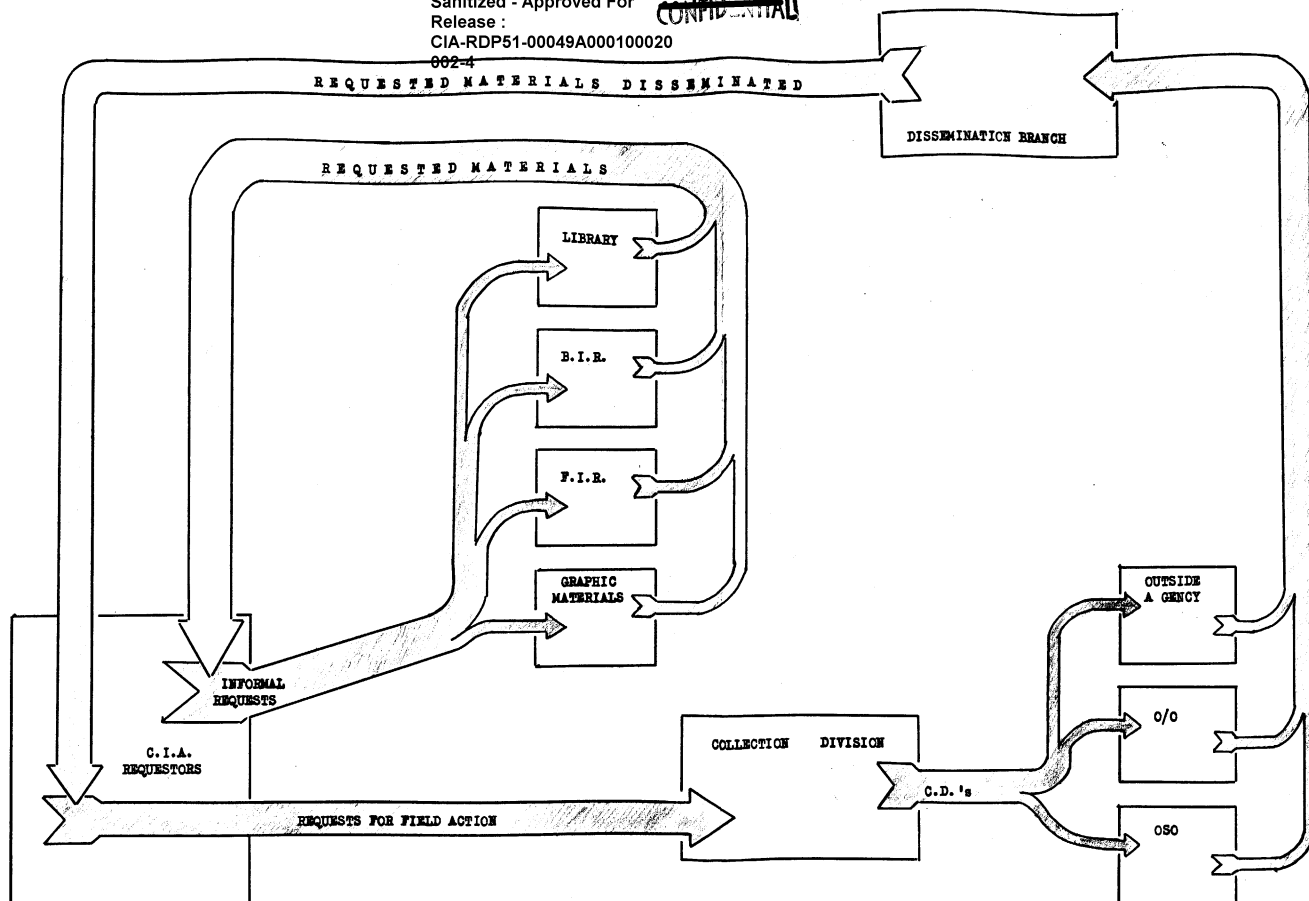 Sanitized - Approved For
Release :
CIA-RDP51-00049A000100020
002-4
CONFIDENTIAL
REQUESTED MATERIALS DISSEMINATED
DISSEMINATION BRANCH
REQUESTED MATERIALS
LIBRARY
B.I.R.
F.I.R.
GRAPHIC
MATERIALS
OUTSIDE
A GENCY
INFORMAL
REQUESTS
O/O
C.I.A.
REQUESTORS
COLLECTION DIVISION
C.D.'s
REQUESTS FOR FIELD ACTION
OSO